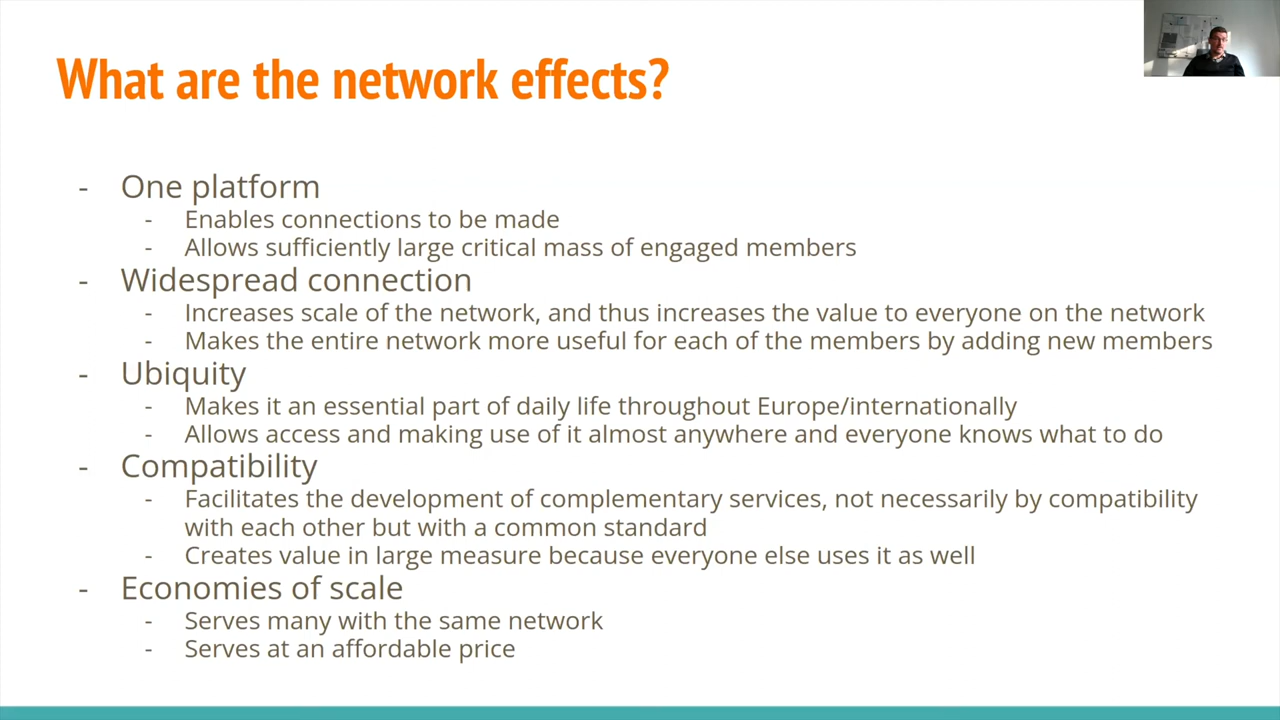 What are the network effects?
- One platform
- Enables connections to be made
- Allows sufficiently large critical mass of engaged members
- Widespread connection
- Increases scale of the network, and thus increases the value to everyone on the network
- Makes the entire network more useful for each of the members by adding new members
- Ubiquity
- Makes it an essential part of daily life throughout Europe/internationally
- Allows access and making use of it almost anywhere and everyone knows what to do
- Compatibility
- Facilitates the development of complementary services, not necessarily by compatibility
with each other but with a common standard
- Creates value in large measure because everyone else uses it as well
- Economies of scale
- Serves many with the same network
- Serves at an affordable price